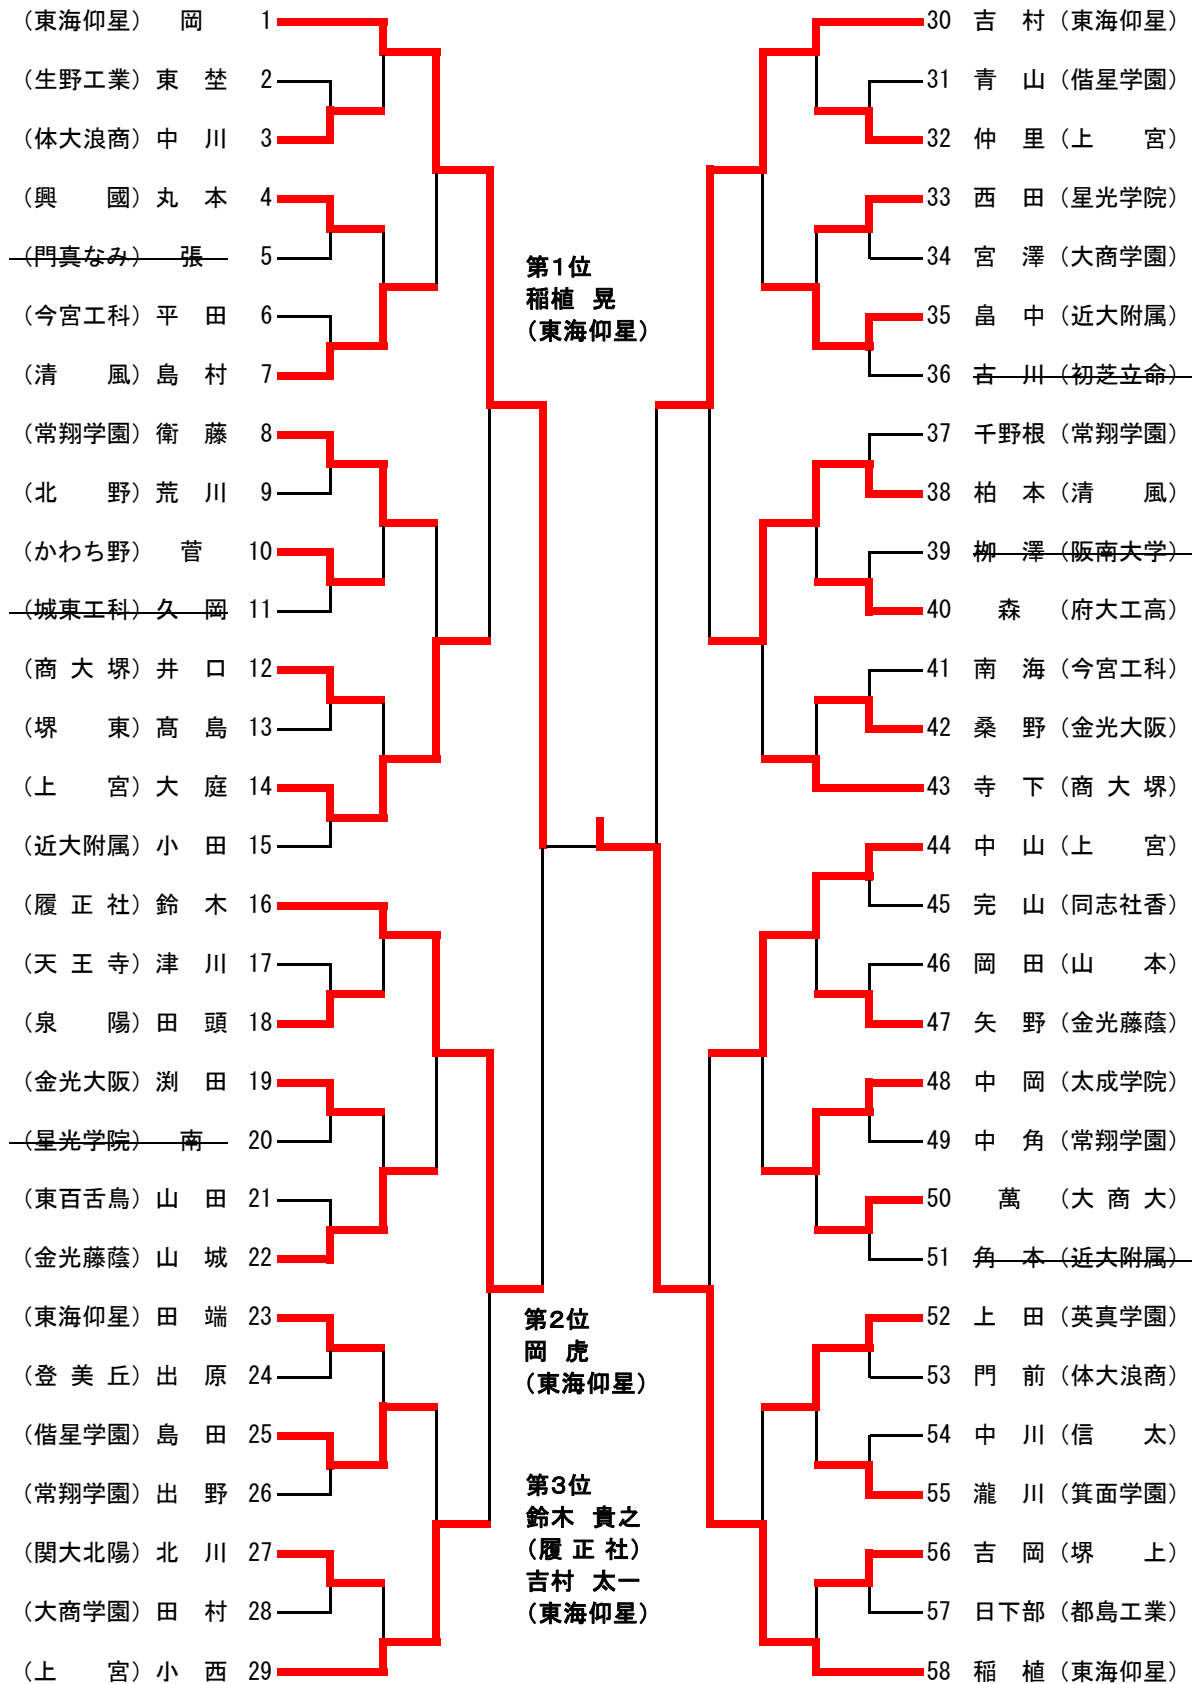 (東海仰星) 岡 1
(生野工業) 東 埜 2
(体大浪商) 中 川 3
(興 國) 丸 本 4
(門真なみ) 張 5
(今宮工科) 平 田 6
(清 風) 島 村 7
(常翔学園) 衛 藤 8
(北 野) 荒 川 9
(かわち野) 菅 10
(城東工科) 久 岡 11
(商 大 堺) 井 口 12
(堺 東) 髙 島 13
(上 宮) 大 庭 14
(近大附属) 小 田 15
(履 正 社) 鈴 木 16
(天 王 寺) 津 川 17
(泉 陽) 田 頭 18
(金光大阪) 渕 田 19
(星光学院) 南 20
(東百舌鳥) 山 田 21
(金光藤蔭) 山 城 22
(東海仰星) 田 端 23
(登 美 丘) 出 原 24
(偕星学園) 島 田 25
(常翔学園) 出 野 26
(関大北陽) 北 川 27
(大商学園) 田 村 28
(上 宮) 小 西 29
第1位
稲植 晃
(東海仰星)
第2位
岡 虎
(東海仰星)
第3位
鈴木 貴之
(履 正 社)
吉村 太一
(東海仰星)
30 吉 村 (東海仰星)
31 青 山 (偕星学園)
32 仲 里 (上 宮)
33 西 田 (星光学院)
34 宮 澤 (大商学園)
35 畠 中 (近大附属)
36 古 川 (初芝立命)
37 千野根 (常翔学園)
38 柏 本 (清 風)
39 栁 澤 (阪南大学)
40 森 (府大工高)
41 南 海 (今宮工科)
42 桑 野 (金光大阪)
43 寺 下 (商 大 堺)
44 中 山 (上 宮)
45 完 山 (同志社香)
46 岡 田 (山 本)
47 矢 野 (金光藤蔭)
48 中 岡 (太成学院)
49 中 角 (常翔学園)
50 萬 (大 商 大)
51 角 本 (近大附属)
52 上 田 (英真学園)
53 門 前 (体大浪商)
54 中 川 (信 太)
55 瀧 川 (箕面学園)
56 吉 岡 (堺 上)
57 日下部 (都島工業)
58 稲 植 (東海仰星)